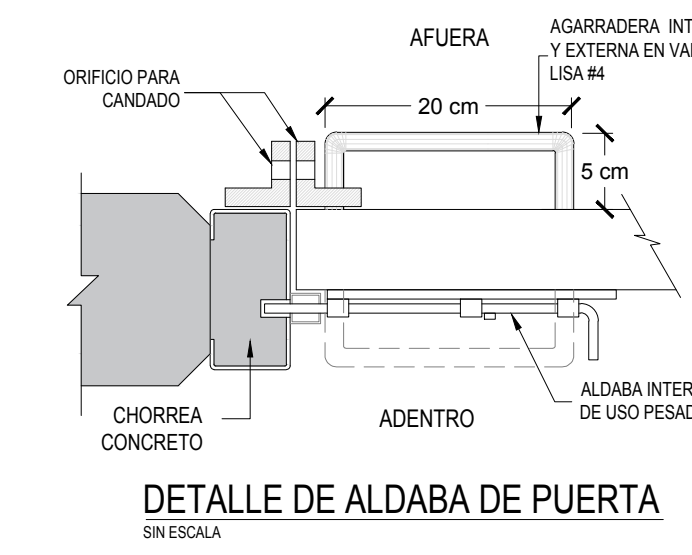 AFUERA
AGARRADERA INT
Y EXTERNA EN VA
LISA #4
ORIFICIO PARA
CANDADO
20 cm
5 cm
CHORREA
CONCRETO
ADENTRO
ALDABA INTER
DE USO PESAD
DETALLE DE ALDABA DE PUERTA
SIN ESCALA